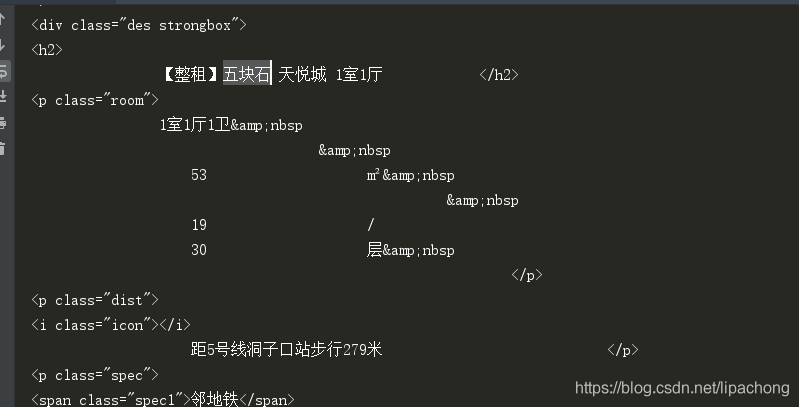 <div class="des strongbox">
<h2>
【整租】五块石 天悦城 1室1厅 </h2>
<p class="room">
1室1厅1卫&amp;nbsp
&amp;nbsp
53 m²&amp;nbsp
&amp;nbsp
19 /
30 层&amp;nbsp
</p>
<p class="dist">
<i class="icon"></i>
距5号线洞子口站步行279米 </p>
<p class="spec">
<span class="spec1">邻地铁</span>
https://blog.csdn.net/lipachong